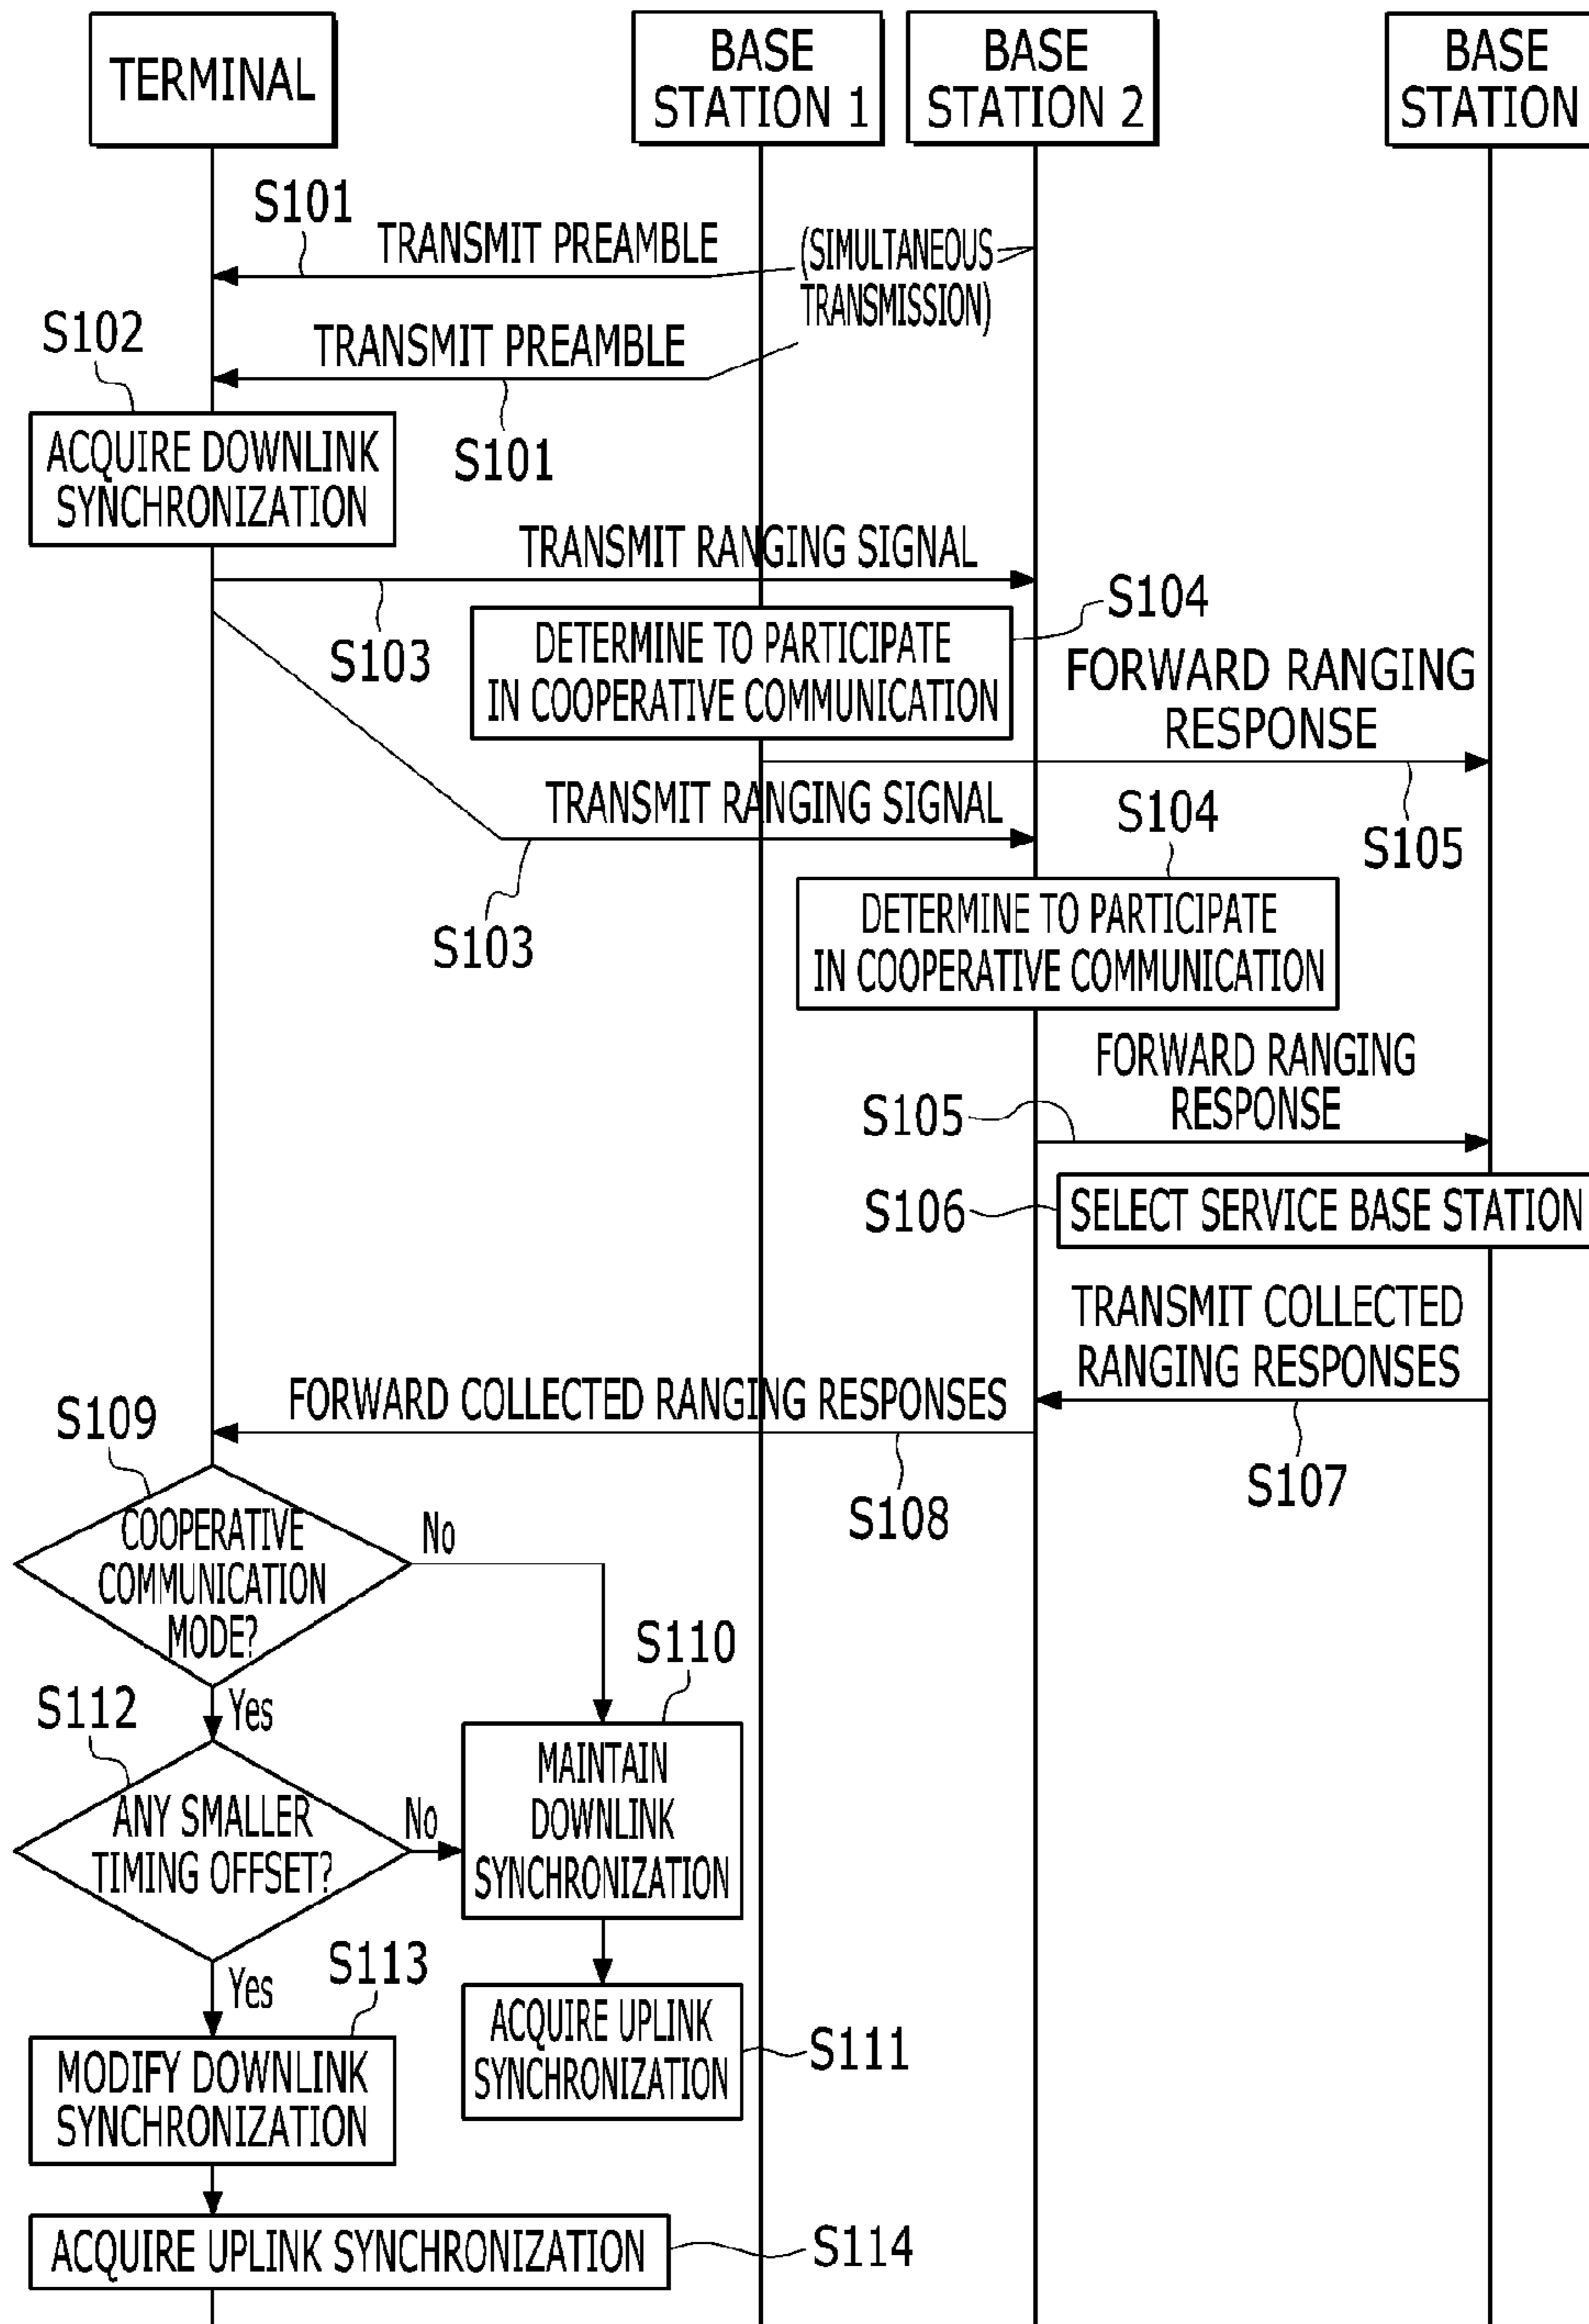 TERMINAL
BASE
STATION 1
BASE
STATION 2
BASE
STATION
S101
TRANSMIT PREAMBLE
(SIMULTANEOUS
TRANSMISSION)
S102
TRANSMIT PREAMBLE
S101
ACQUIRE DOWNLINK
SYNCHRONIZATION
TRANSMIT RANGING SIGNAL
S103
S104
DETERMINE TO PARTICIPATE
IN COOPERATIVE COMMUNICATION
FORWARD RANGING
RESPONSE
S105
TRANSMIT RANGING SIGNAL
S103
S104
DETERMINE TO PARTICIPATE
IN COOPERATIVE COMMUNICATION
FORWARD RANGING
RESPONSE
S105
S106
SELECT SERVICE BASE STATION
TRANSMIT COLLECTED
RANGING RESPONSES
S107
FORWARD COLLECTED RANGING RESPONSES
S108
S109
COOPERATIVE
COMMUNICATION
MODE?
No
Yes
S110
S112
MAINTAIN
DOWNLINK
SYNCHRONIZATION
ANY SMALLER
TIMING OFFSET?
No
Yes
S113
ACQUIRE UPLINK
SYNCHRONIZATION
S111
MODIFY DOWNLINK
SYNCHRONIZATION
ACQUIRE UPLINK SYNCHRONIZATION
S114